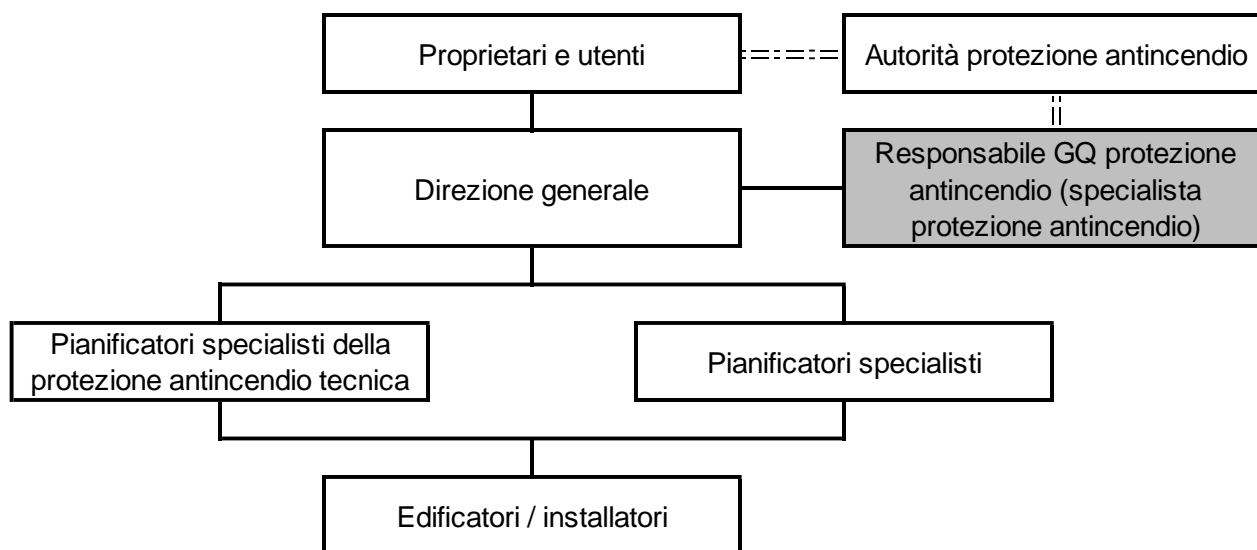 Proprietari e utenti
Autorità protezione antincendio
Direzione generale
Responsabile GQ protezione
antincendio (specialista
protezione antincendio)
Pianificatori specialisti della
protezione antincendio tecnica
Pianificatori specialisti
Edificatori / installatori